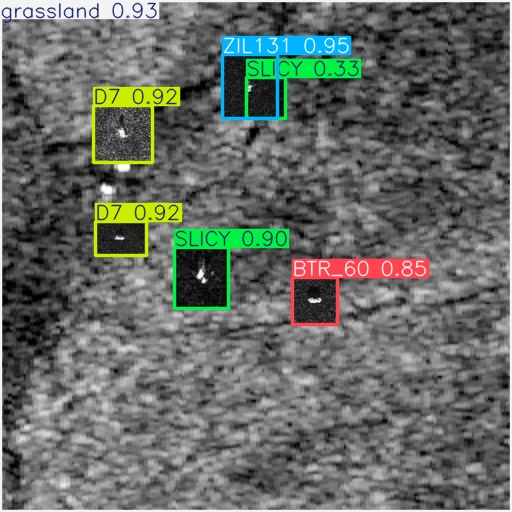 grassland 0.93
ZIL131 0.95
SLICY 0.33
D7 0.92
D7 0.92
SLICY 0.90
BTR_60 0.85